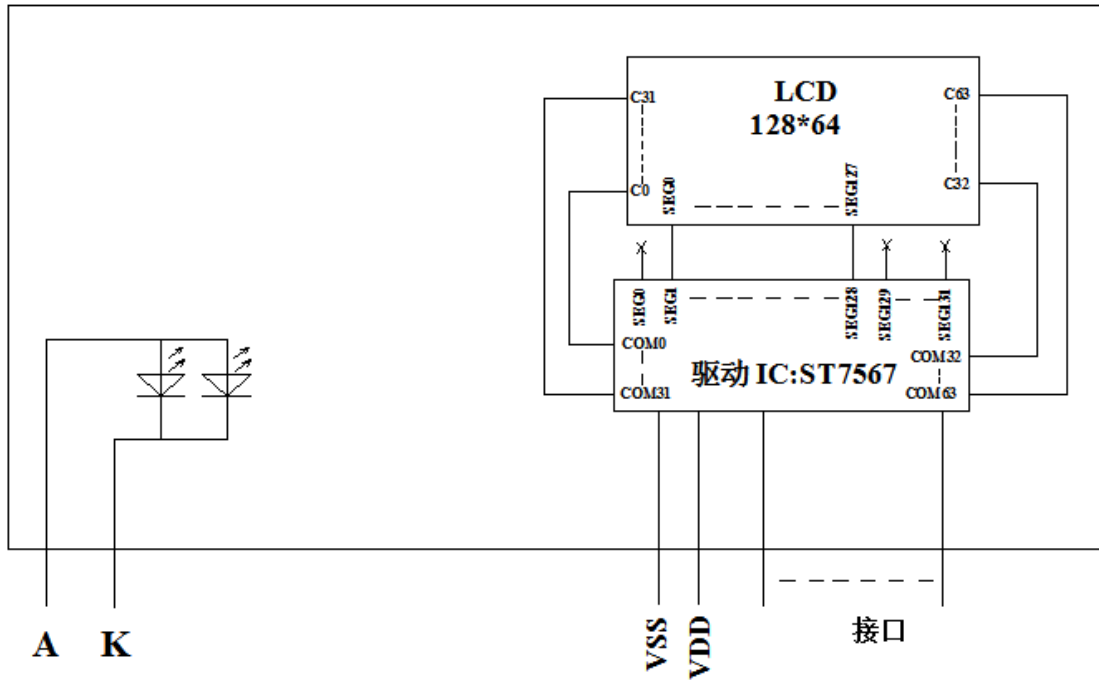 LCD
128*64
C31
C63
C0
C32
SEG0
SEG127
SEG0
SEG1
SEG128
SEG129
SEG131
COM0
COM32
驱动 IC:ST7567
COM31
COM63
A
K
VSS
VDD
接口